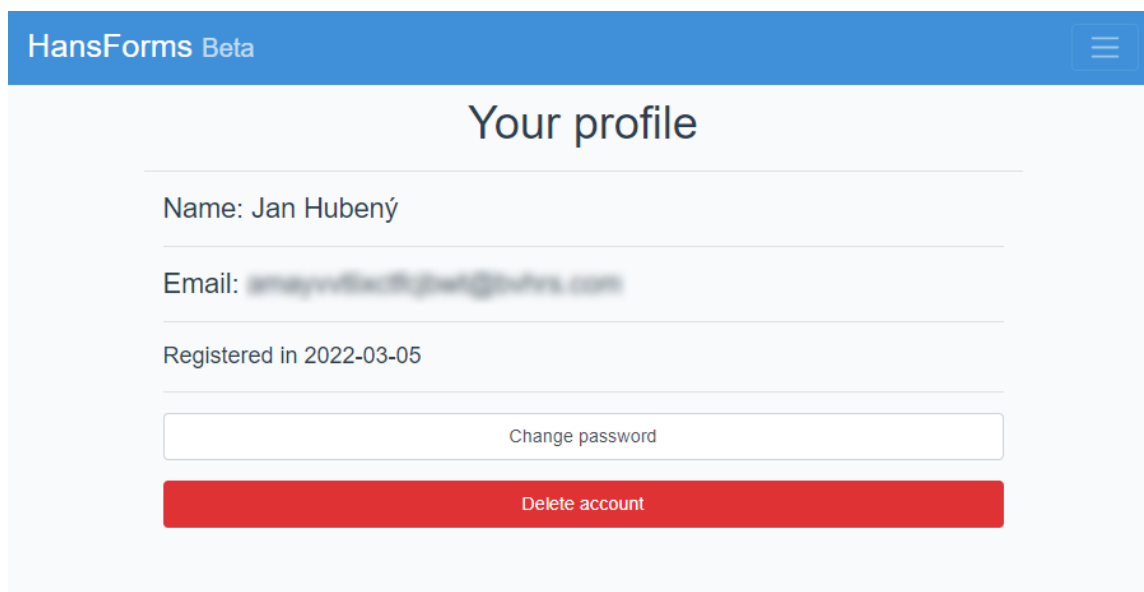 HansForms Beta
Your profile
Name: Jan Hubený
Email:
Registered in 2022-03-05
Change password
Delete account